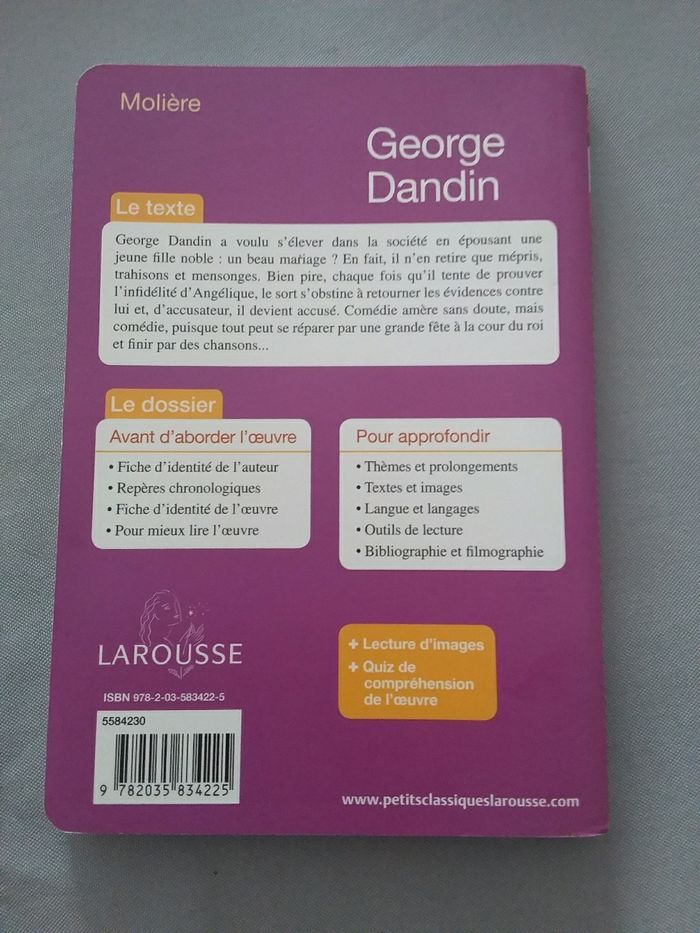 Molière
George
Dandin
Le texte
George Dandin a voulu s'élever dans la société en épousant une
jeune fille noble : un beau mariage ? En fait, il n'en retire que mépris,
trahisons et mensonges. Bien pire, chaque fois qu'il tente de prouver
l'infidélité d'Angélique, le sort s'obstine à retourner les évidences contre
lui et, d'accusateur, il devient accusé. Comédie amère sans doute, mais
comédie, puisque tout peut se réparer par une grande fête à la cour du roi
et finir par des chansons...
Le dossier
Avant d'aborder l'œuvre
• Fiche d'identité de l'auteur
• Repères chronologiques
• Fiche d'identité de l'œuvre
• Pour mieux lire l'œuvre
Pour approfondir
• Thèmes et prolongements
• Textes et images
• Langue et langages
• Outils de lecture
• Bibliographie et filmographie
LAROUSSE
ISBN 978-2-03-583422-5
5584230
9 782035 834225
+ Lecture d'images
+ Quiz de
compréhension
de l'œuvre
www.petitsclassiqueslarousse.com